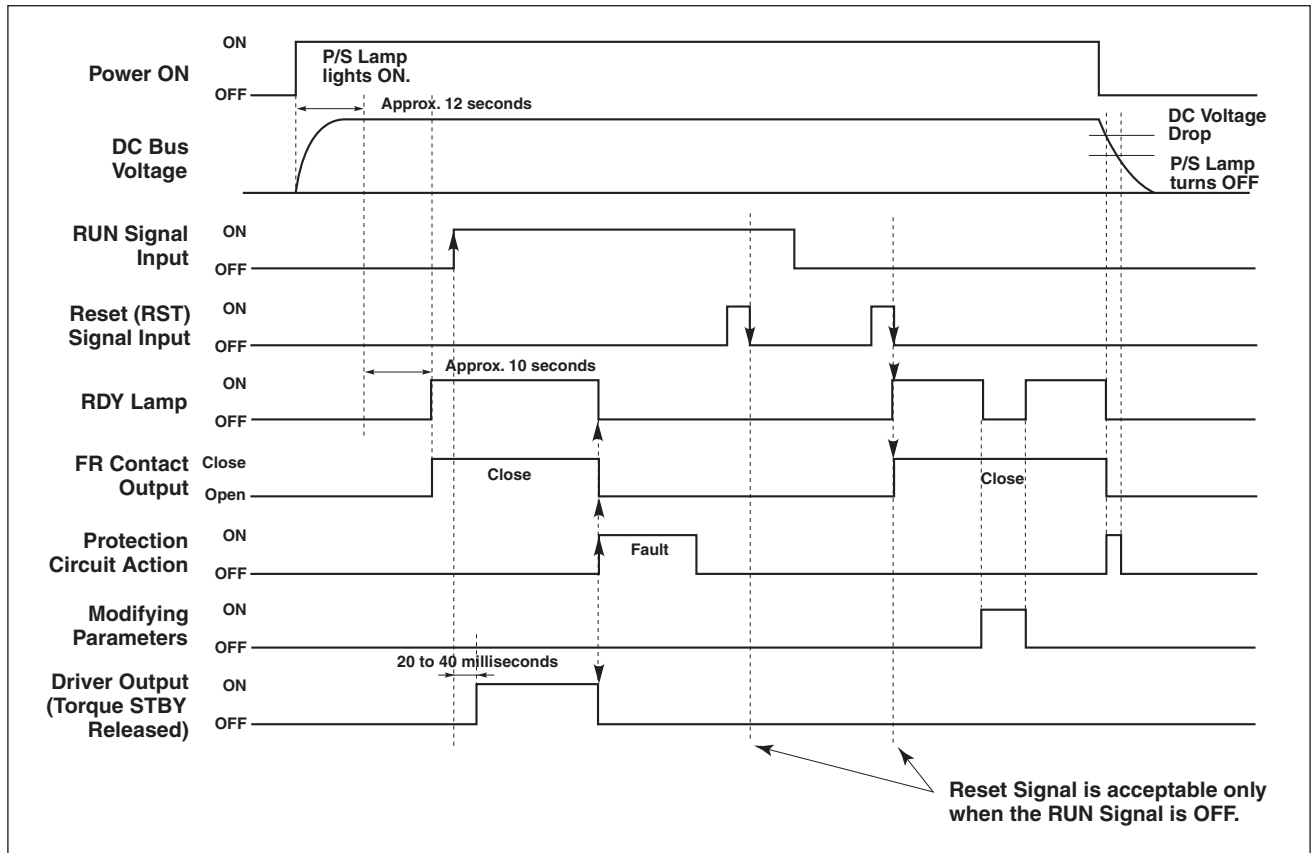 ON
Power ON
OFF
P/S Lamp
lights ON.
Approx. 12 seconds
DC Bus
Voltage
DC Voltage
Drop
P/S Lamp
turns OFF
RUN Signal
Input
ON
OFF
Reset (RST)
Signal Input
ON
OFF
Approx. 10 seconds
RDY Lamp
ON
OFF
FR Contact
Output
Close
Open
Close
Close
Protection
Circuit Action
ON
OFF
Fault
Modifying
Parameters
ON
OFF
20 to 40 milliseconds
Driver Output
(Torque STBY
Released)
ON
OFF
Reset Signal is acceptable only
when the RUN Signal is OFF.